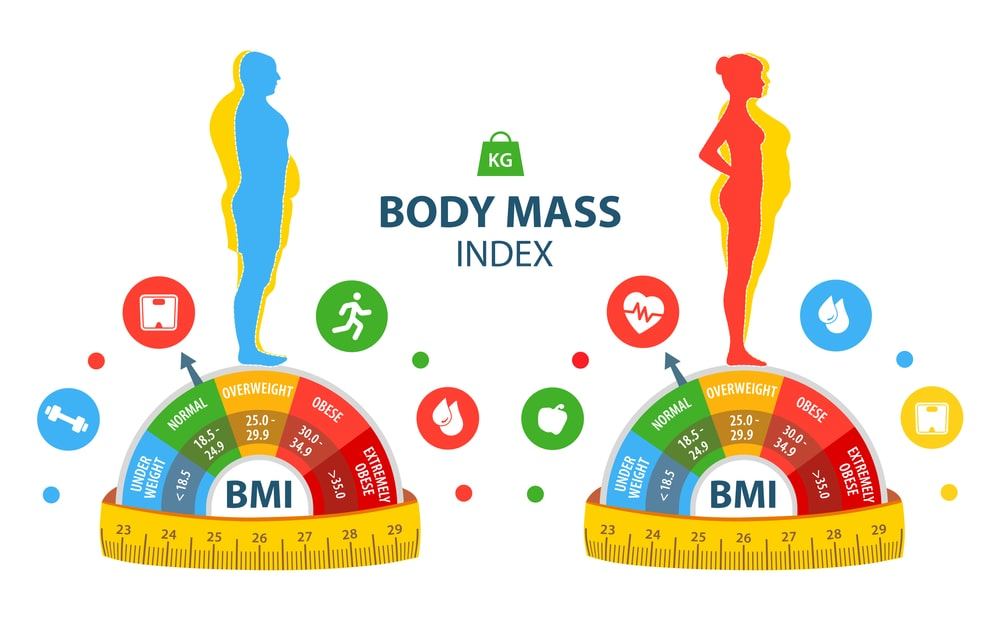 KG
BODY MASS
INDEX
UNDER
WEIGHT
< 18.5
NORMAL
18.5 -
24.9
OVERWEIGHT
25.0 -
29.9
OBESE
30.0-
34.9
EXTREMELY
OBESE
>35.0
BMI
23 24 25 26 27 28 29
UNDER
WEIGHT
< 18.5
NORMAL
18.5 -
24.9
OVERWEIGHT
25.0 -
29.9
OBESE
30.0-
34.9
EXTREMELY
OBESE
>35.0
BMI
23 24 25 26 27 28 29